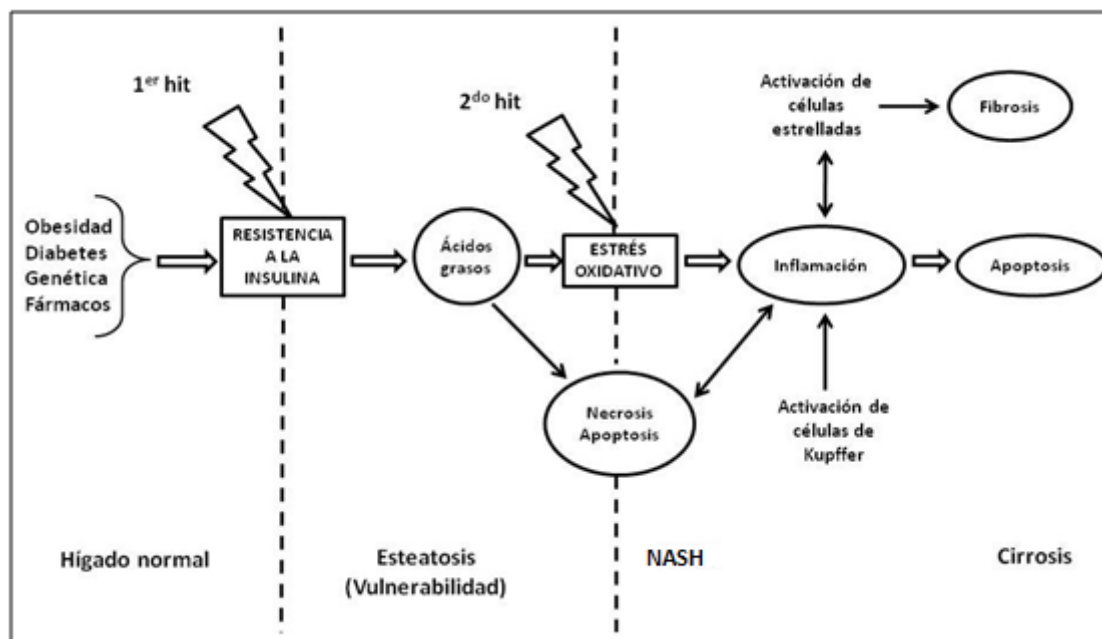 1er hit
2do hit
Activación de
células
estrelladas
Fibrosis
Obesidad
Diabetes
Genética
Fármacos
RESISTENCIA
A LA
INSULINA
Ácidos
grasos
ESTRÉS
OXIDATIVO
Inflamación
Apoptosis
Necrosis
Apoptosis
Activación de
células de
Kupffer
Hígado normal
Esteatosis
(Vulnerabilidad)
NASH
Cirrosis